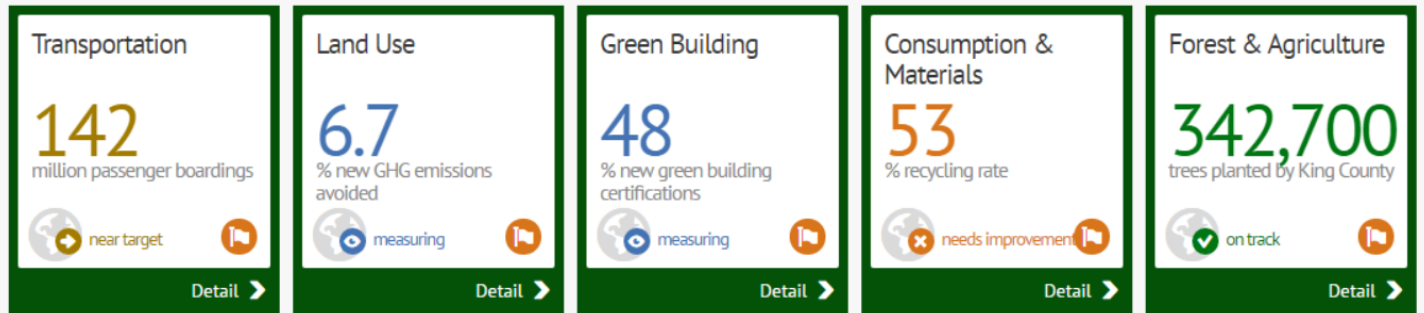 Transportation
142
million passenger boardings
near target
Detail
Land Use
6.7
% new GHG emissions
avoided
measuring
Detail
Green Building
48
% new green building
certifications
measuring
Detail
Consumption &
Materials
53
% recycling rate
needs improvement
Detail
Forest & Agriculture
342,700
trees planted by King County
on track
Detail